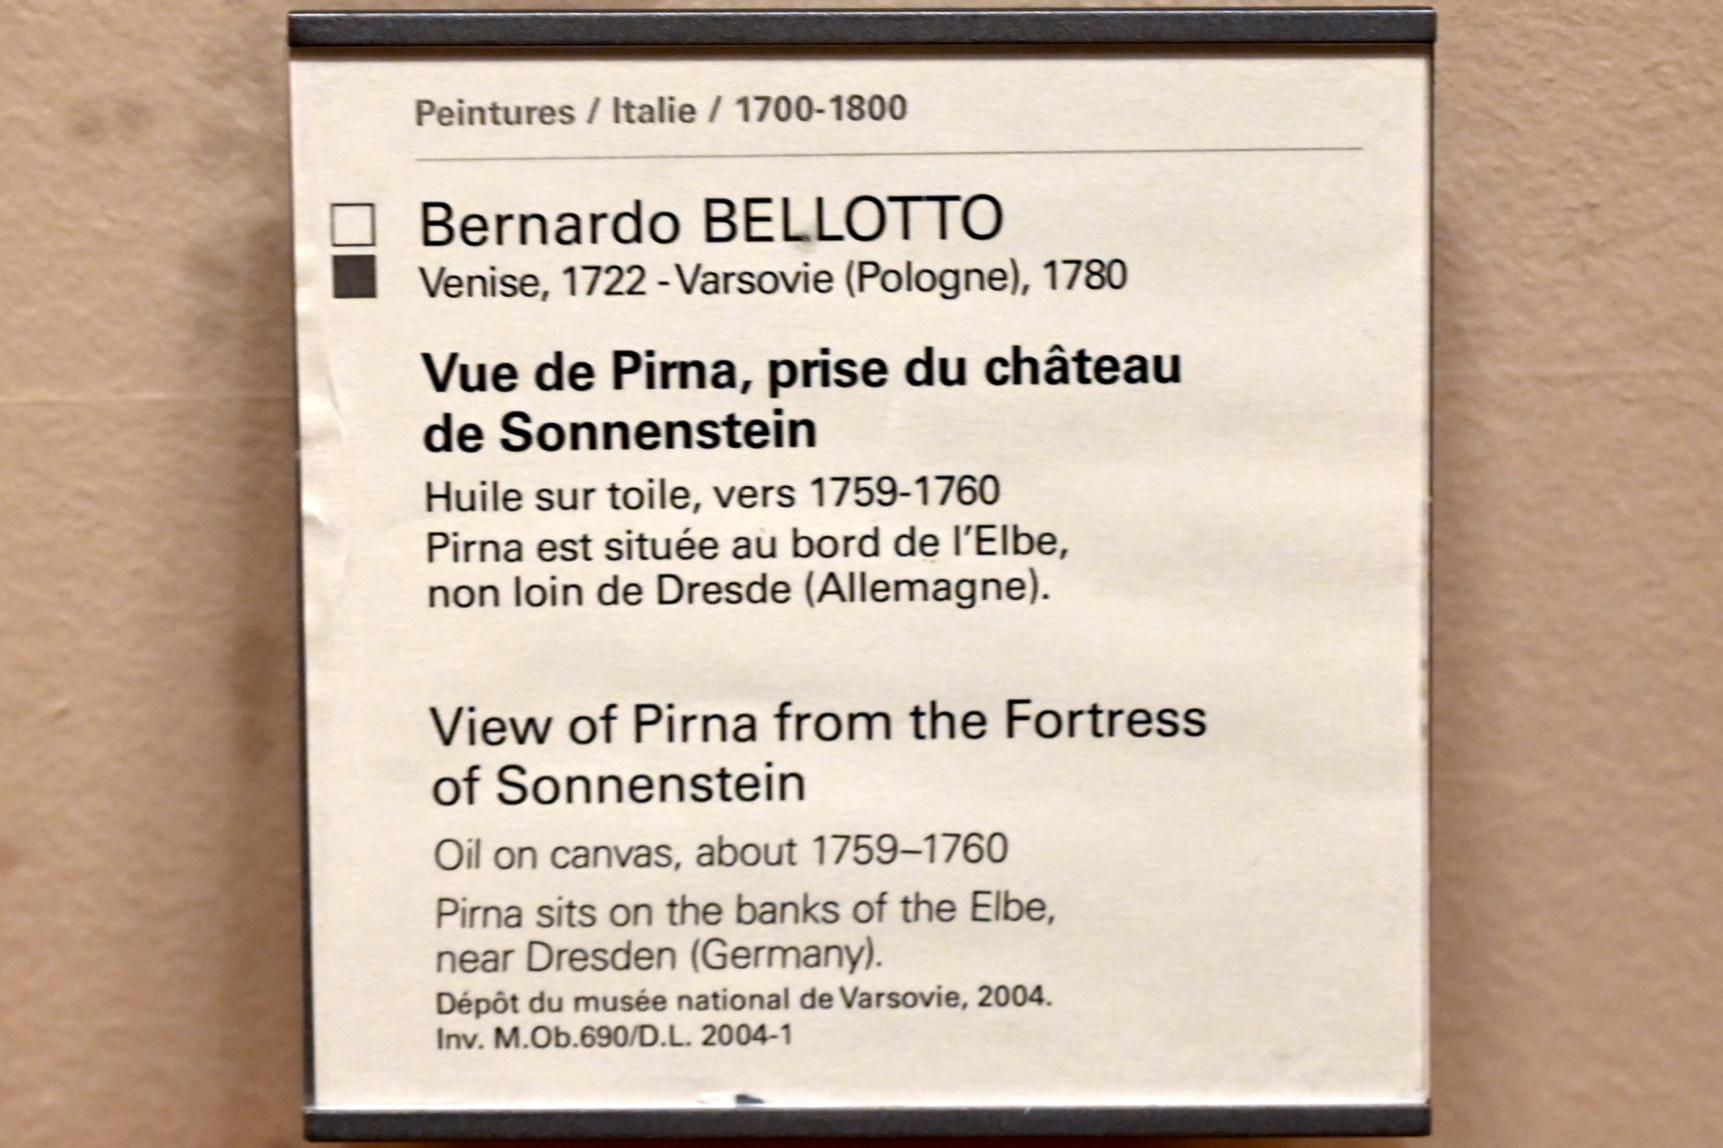 Peintures / Italie / 1700-1800
Bernardo BELLOTTO
Venise, 1722 - Varsovie (Pologne), 1780
Vue de Pirna, prise du château
de Sonnenstein
Huile sur toile, vers 1759-1760
Pirna est située au bord de l'Elbe,
non loin de Dresde (Allemagne).
View of Pirna from the Fortress
of Sonnenstein
Oil on canvas, about 1759–1760
Pirna sits on the banks of the Elbe,
near Dresden (Germany).
Dépôt du musée national de Varsovie, 2004.
Inv. M.Ob.690/D.L. 2004-1